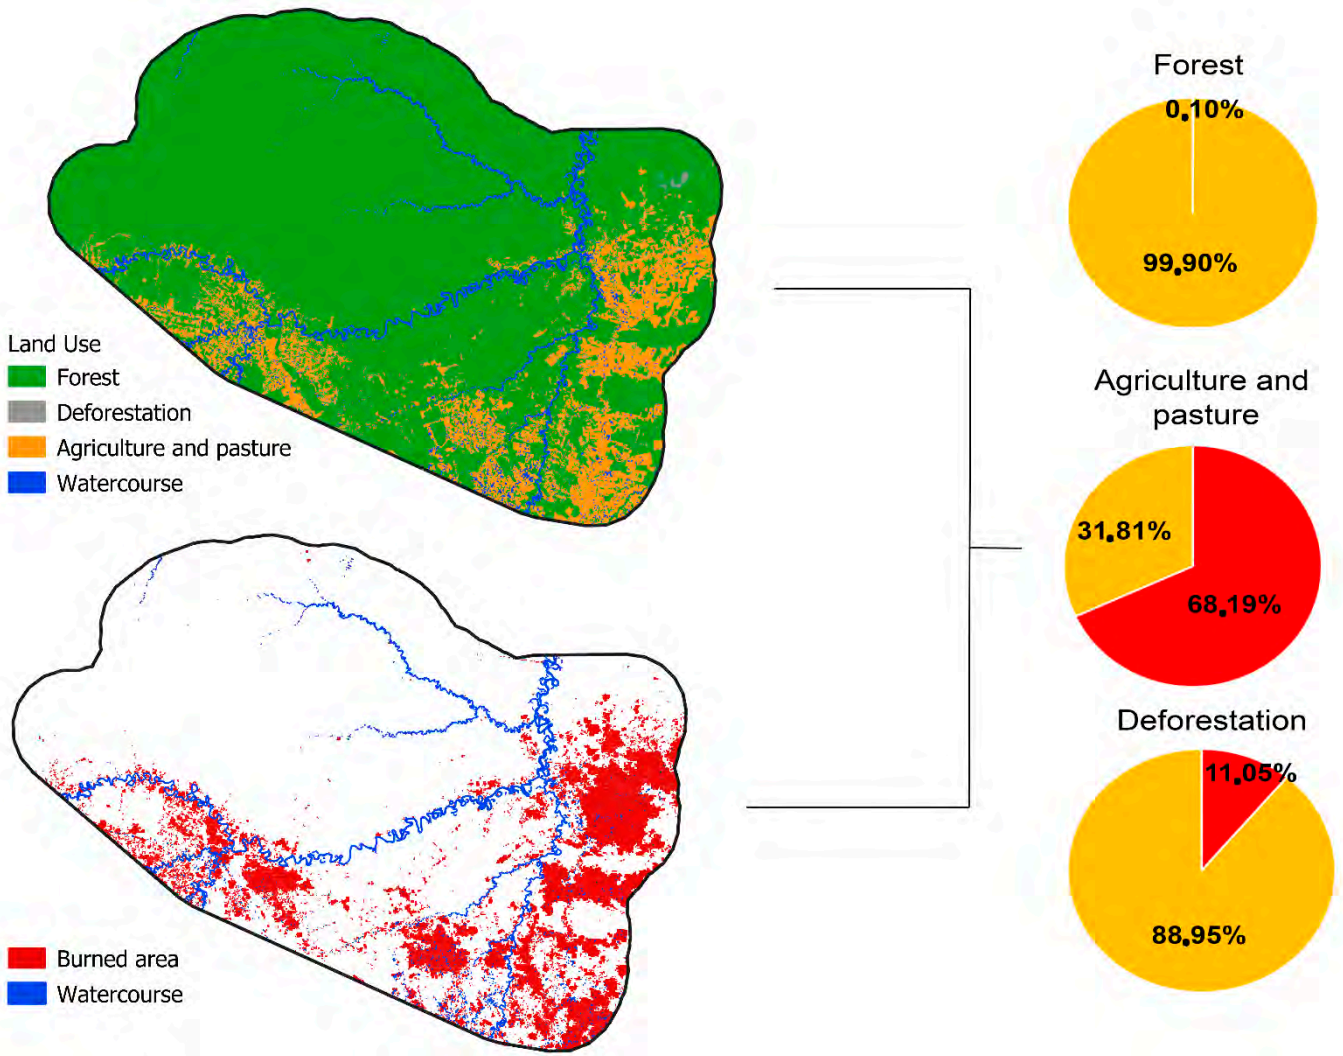 Land Use
Forest
Deforestation
Agriculture and pasture
Watercourse
Burned area
Watercourse
Forest
0.10%
99.90%
Agriculture and
pasture
31.81%
68.19%
Deforestation
11.05%
88.95%